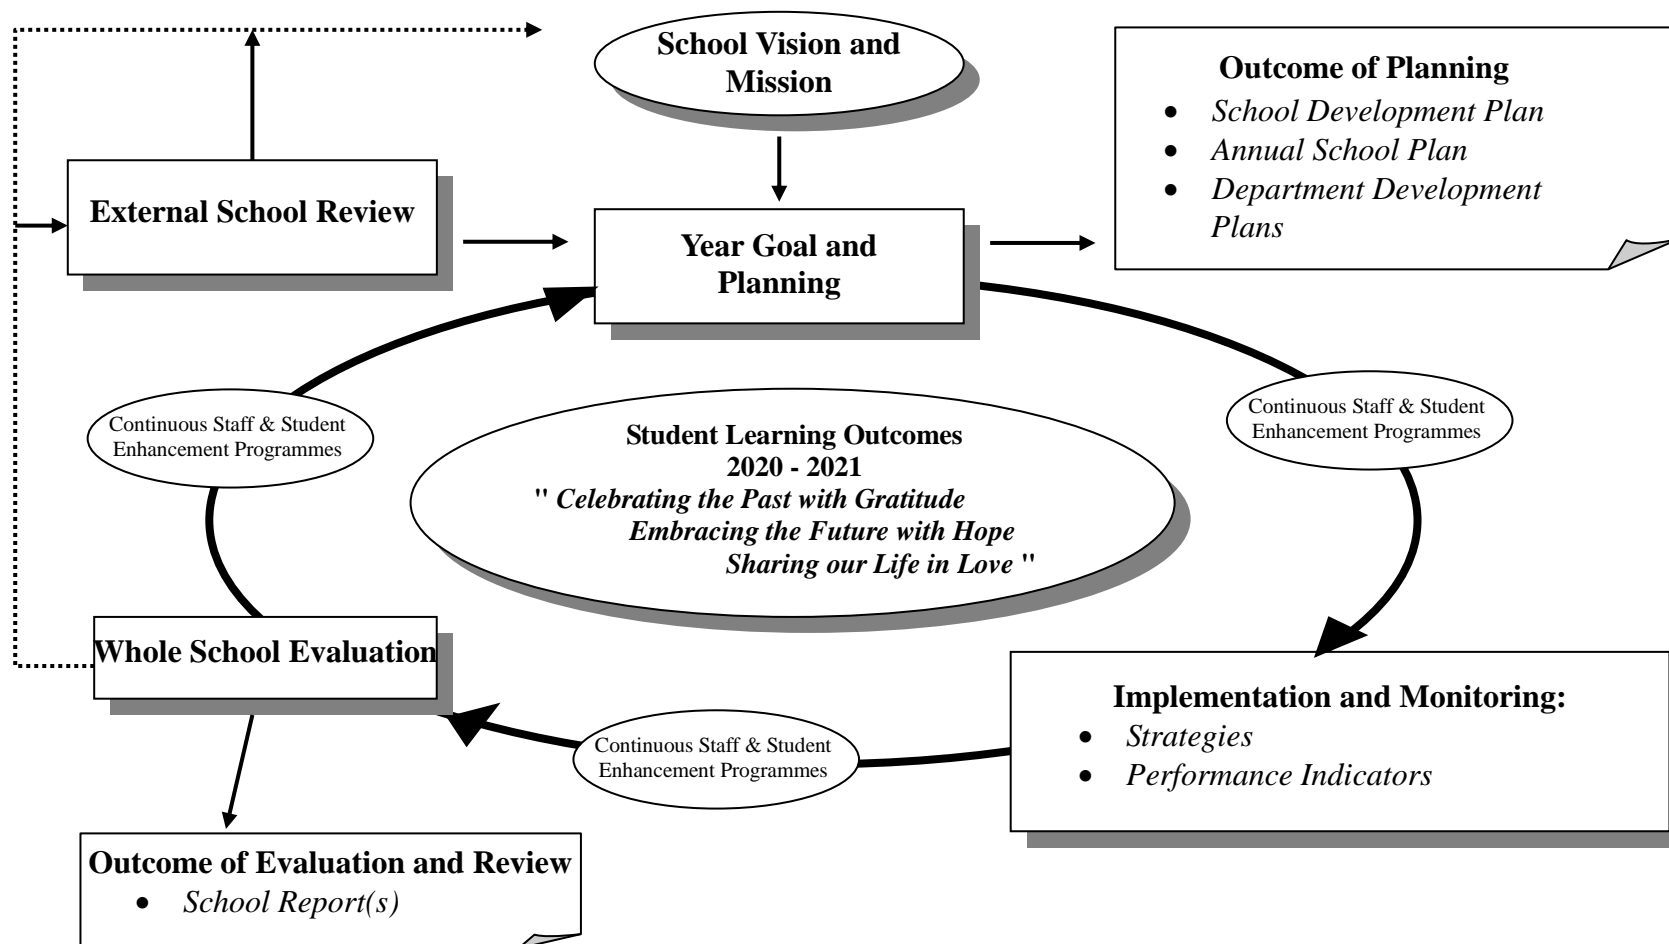 School Vision and
Mission
Outcome of Planning
• School Development Plan
• Annual School Plan
• Department Development
Plans
External School Review
Year Goal and
Planning
Continuous Staff & Student
Enhancement Programmes
Continuous Staff & Student
Enhancement Programmes
Student Learning Outcomes
2020 - 2021
" Celebrating the Past with Gratitude
Embracing the Future with Hope
Sharing our Life in Love "
Whole School Evaluation
Implementation and Monitoring:
• Strategies
• Performance Indicators
Continuous Staff & Student
Enhancement Programmes
Outcome of Evaluation and Review
• School Report(s)